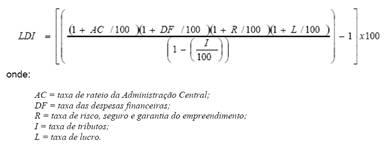 LDI = [ ( (1 + AC /100 )(1 + DF /100 )(1 + R /100 )(1 + L /100 ) / ( 1 − ( I / 100 ) ) ) − 1 ] x100
onde:
AC = taxa de rateio da Administração Central;
DF = taxa das despesas financeiras;
R = taxa de risco, seguro e garantia do empreendimento;
I = taxa de tributos;
L = taxa de lucro.